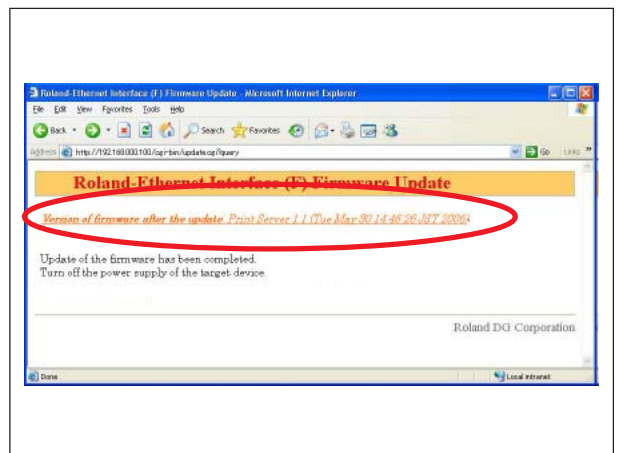 Roland-Ethernet Interface (F) Firmware Update - Microsoft Internet Explorer
File Edit View Favorites Tools Help
Back Search Favorites
Address http://192.168.000.100/cgi-bin/update.cgi?query Go Links »
Roland-Ethernet Interface (F) Firmware Update
Version of firmware after the update Print Server 1.1 (Tue May 30 14:46:26 JST 2006)
Update of the firmware has been completed.
Turn off the power supply of the target device.
Roland DG Corporation
Done Local intranet